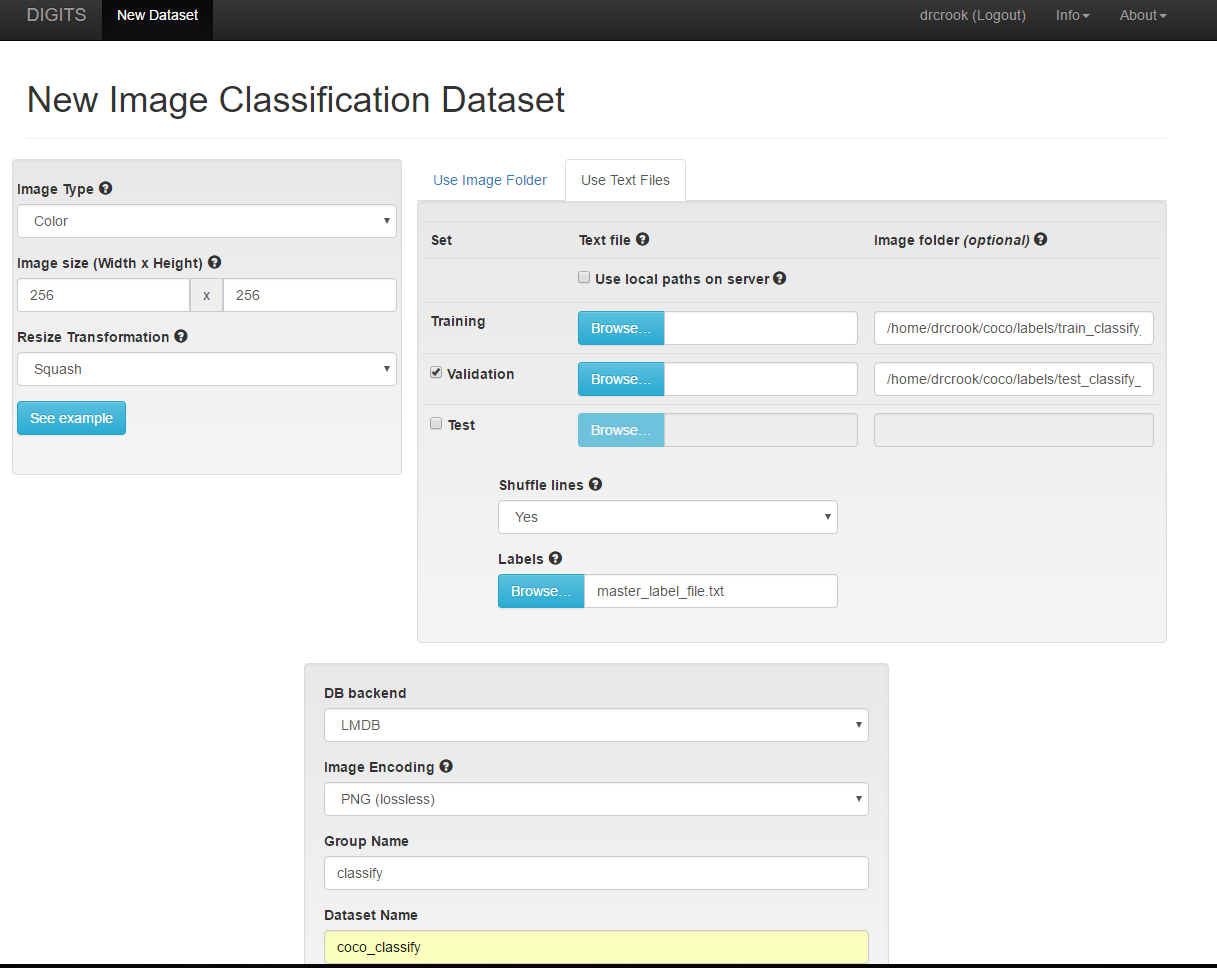 DIGITS New Dataset drcrook (Logout) Info About
New Image Classification Dataset
Image Type
Color
Image size (Width x Height)
256 x 256
Resize Transformation
Squash
See example
Use Image Folder Use Text Files
Set Text file Image folder (optional)
Use local paths on server
Training Browse... /home/drcrook/coco/labels/train_classify_
Validation Browse... /home/drcrook/coco/labels/test_classify_
Test Browse...
Shuffle lines
Yes
Labels
Browse... master_label_file.txt
DB backend
LMDB
Image Encoding
PNG (lossless)
Group Name
classify
Dataset Name
coco_classify